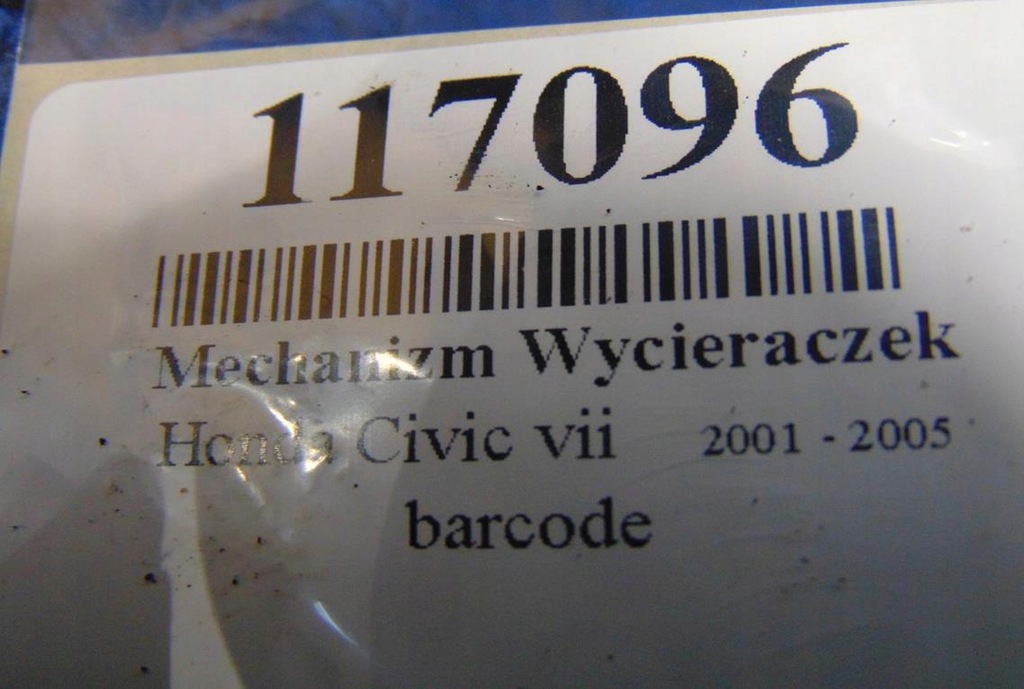 117096
Mechanizm Wycieraczek
Honda Civic vii 2001 - 2005
barcode